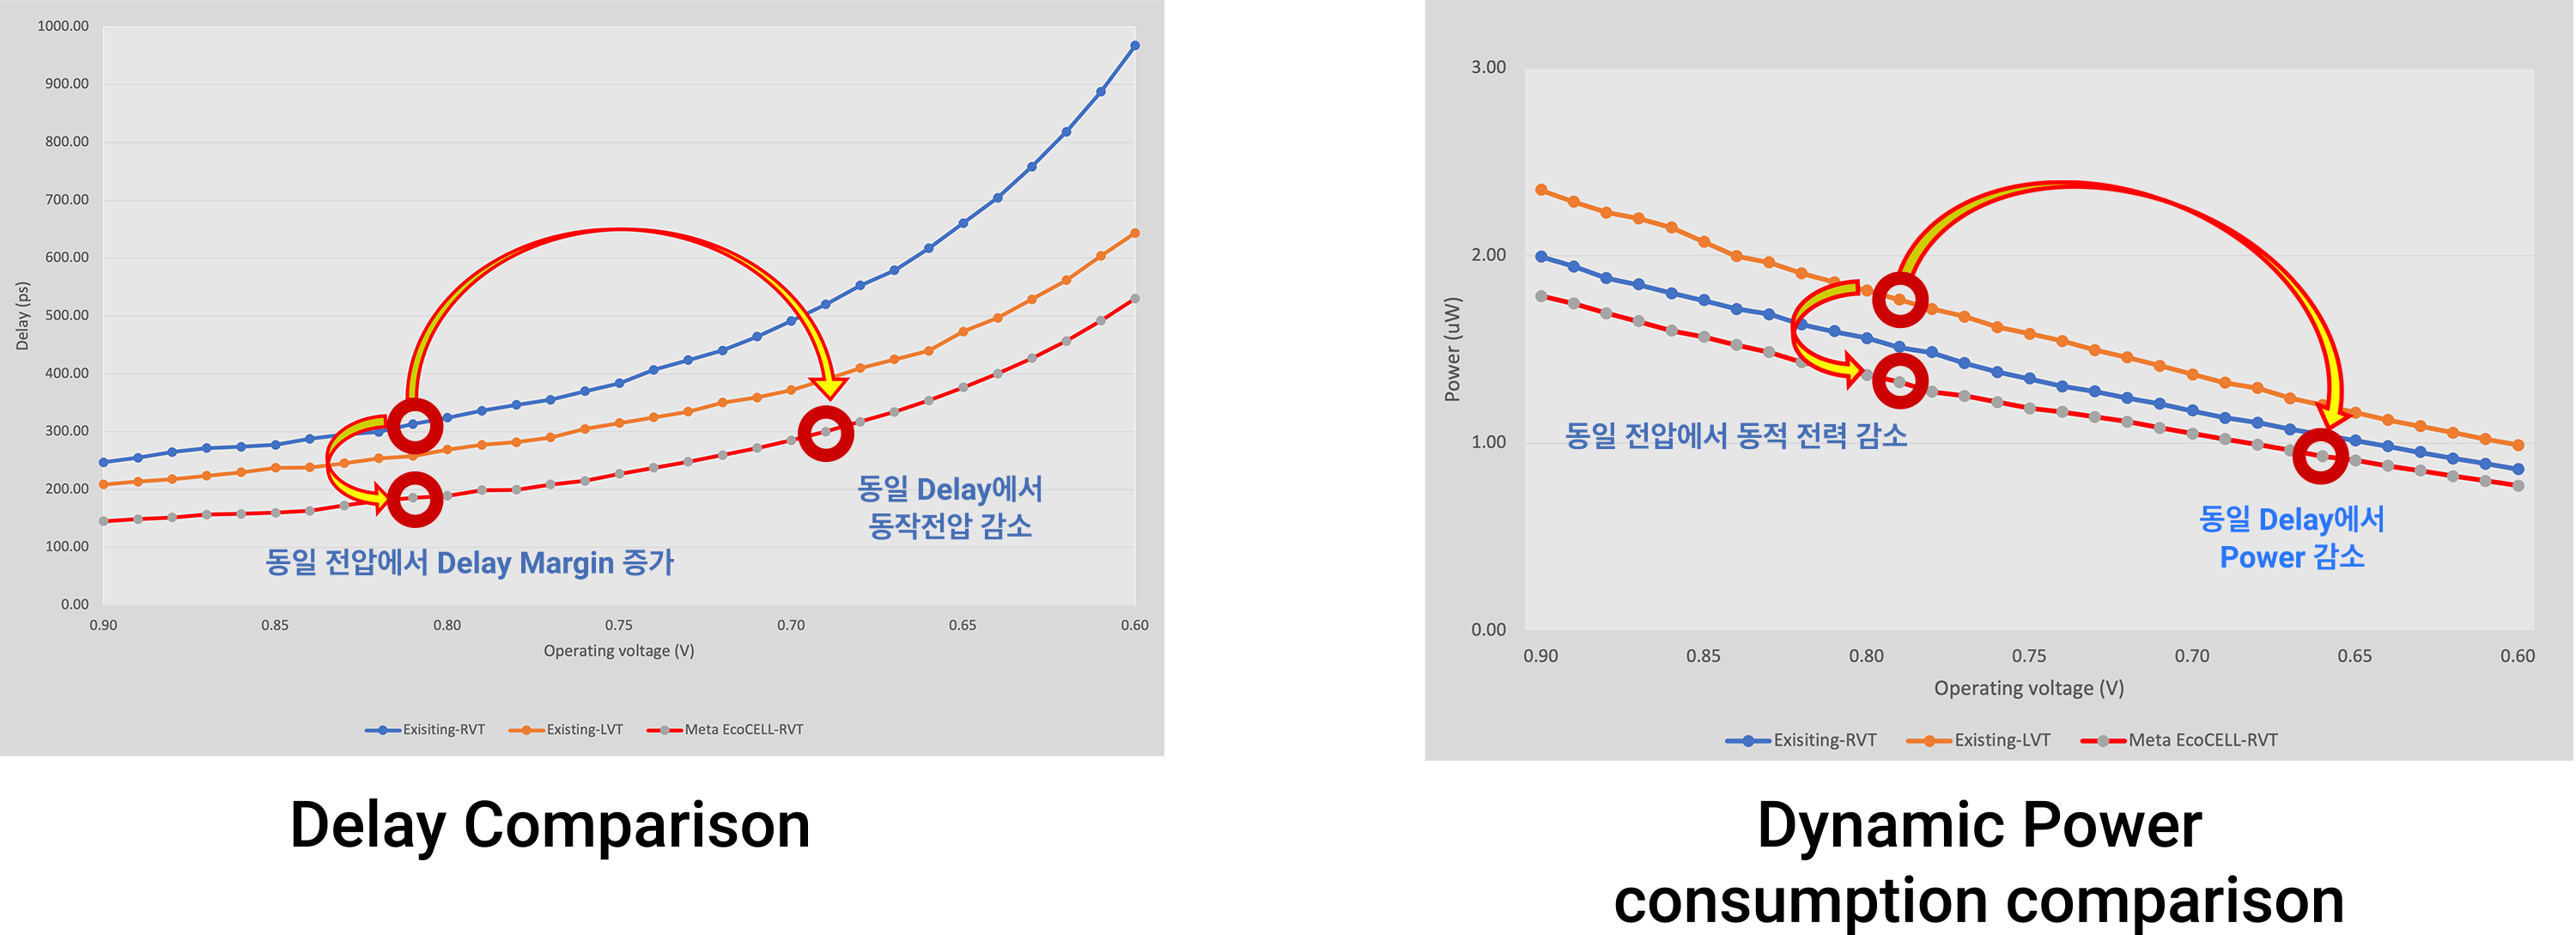 1000.00
900.00
800.00
700.00
600.00
500.00
400.00
300.00
200.00
100.00
0.00
Delay (ps)
0.90 0.85 0.80 0.75 0.70 0.65 0.60
Operating voltage (V)
동일 전압에서 Delay Margin 증가
동일 Delay에서
동작전압 감소
Exisiting-RVT Existing-LVT Meta EcoCELL-RVT
Delay Comparison
3.00
2.00
1.00
0.00
Power (uW)
0.90 0.85 0.80 0.75 0.70 0.65 0.60
Operating voltage (V)
동일 전압에서 동적 전력 감소
동일 Delay에서
Power 감소
Exisiting-RVT Existing-LVT Meta EcoCELL-RVT
Dynamic Power
consumption comparison